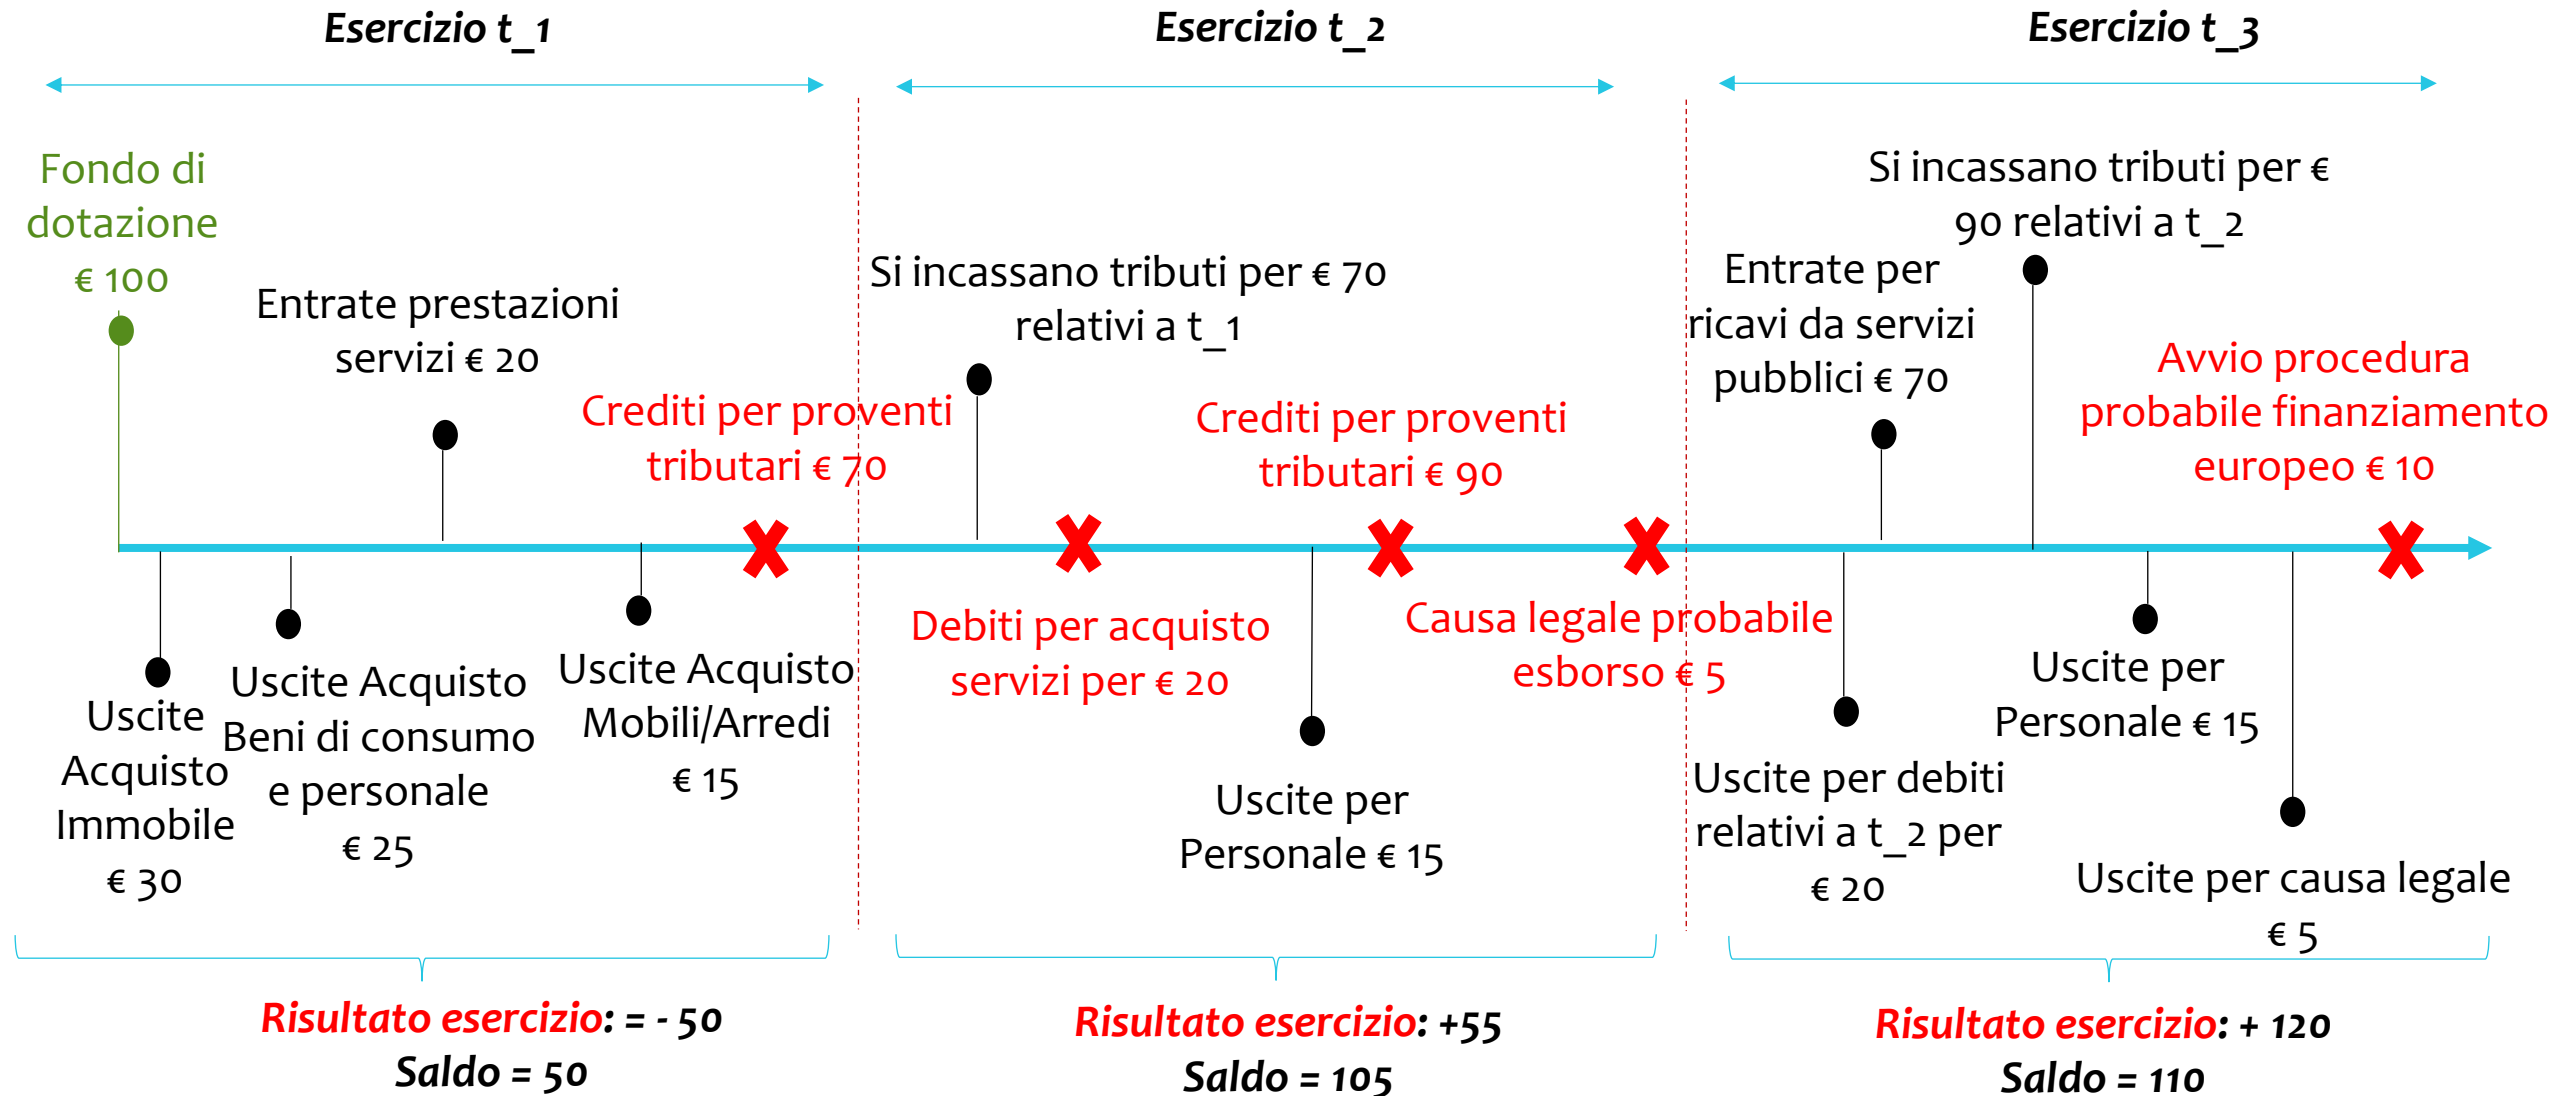 Esercizio t_1
Esercizio t_2
Esercizio t_3
Fondo di
dotazione
€ 100
Entrate prestazioni
servizi € 20
Crediti per proventi
tributari € 70
Uscite
Acquisto
Immobile
€ 30
Uscite Acquisto
Beni di consumo
e personale
€ 25
Uscite Acquisto
Mobili/Arredi
€ 15
Si incassano tributi per € 70
relativi a t_1
Crediti per proventi
tributari € 90
Debiti per acquisto
servizi per € 20
Uscite per
Personale € 15
Causa legale probabile
esborso € 5
Si incassano tributi per €
90 relativi a t_2
Entrate per
ricavi da servizi
pubblici € 70
Avvio procedura
probabile finanziamento
europeo € 10
Uscite per debiti
relativi a t_2 per
€ 20
Uscite per
Personale € 15
Uscite per causa legale
€ 5
Risultato esercizio: = - 50
Saldo = 50
Risultato esercizio: +55
Saldo = 105
Risultato esercizio: + 120
Saldo = 110